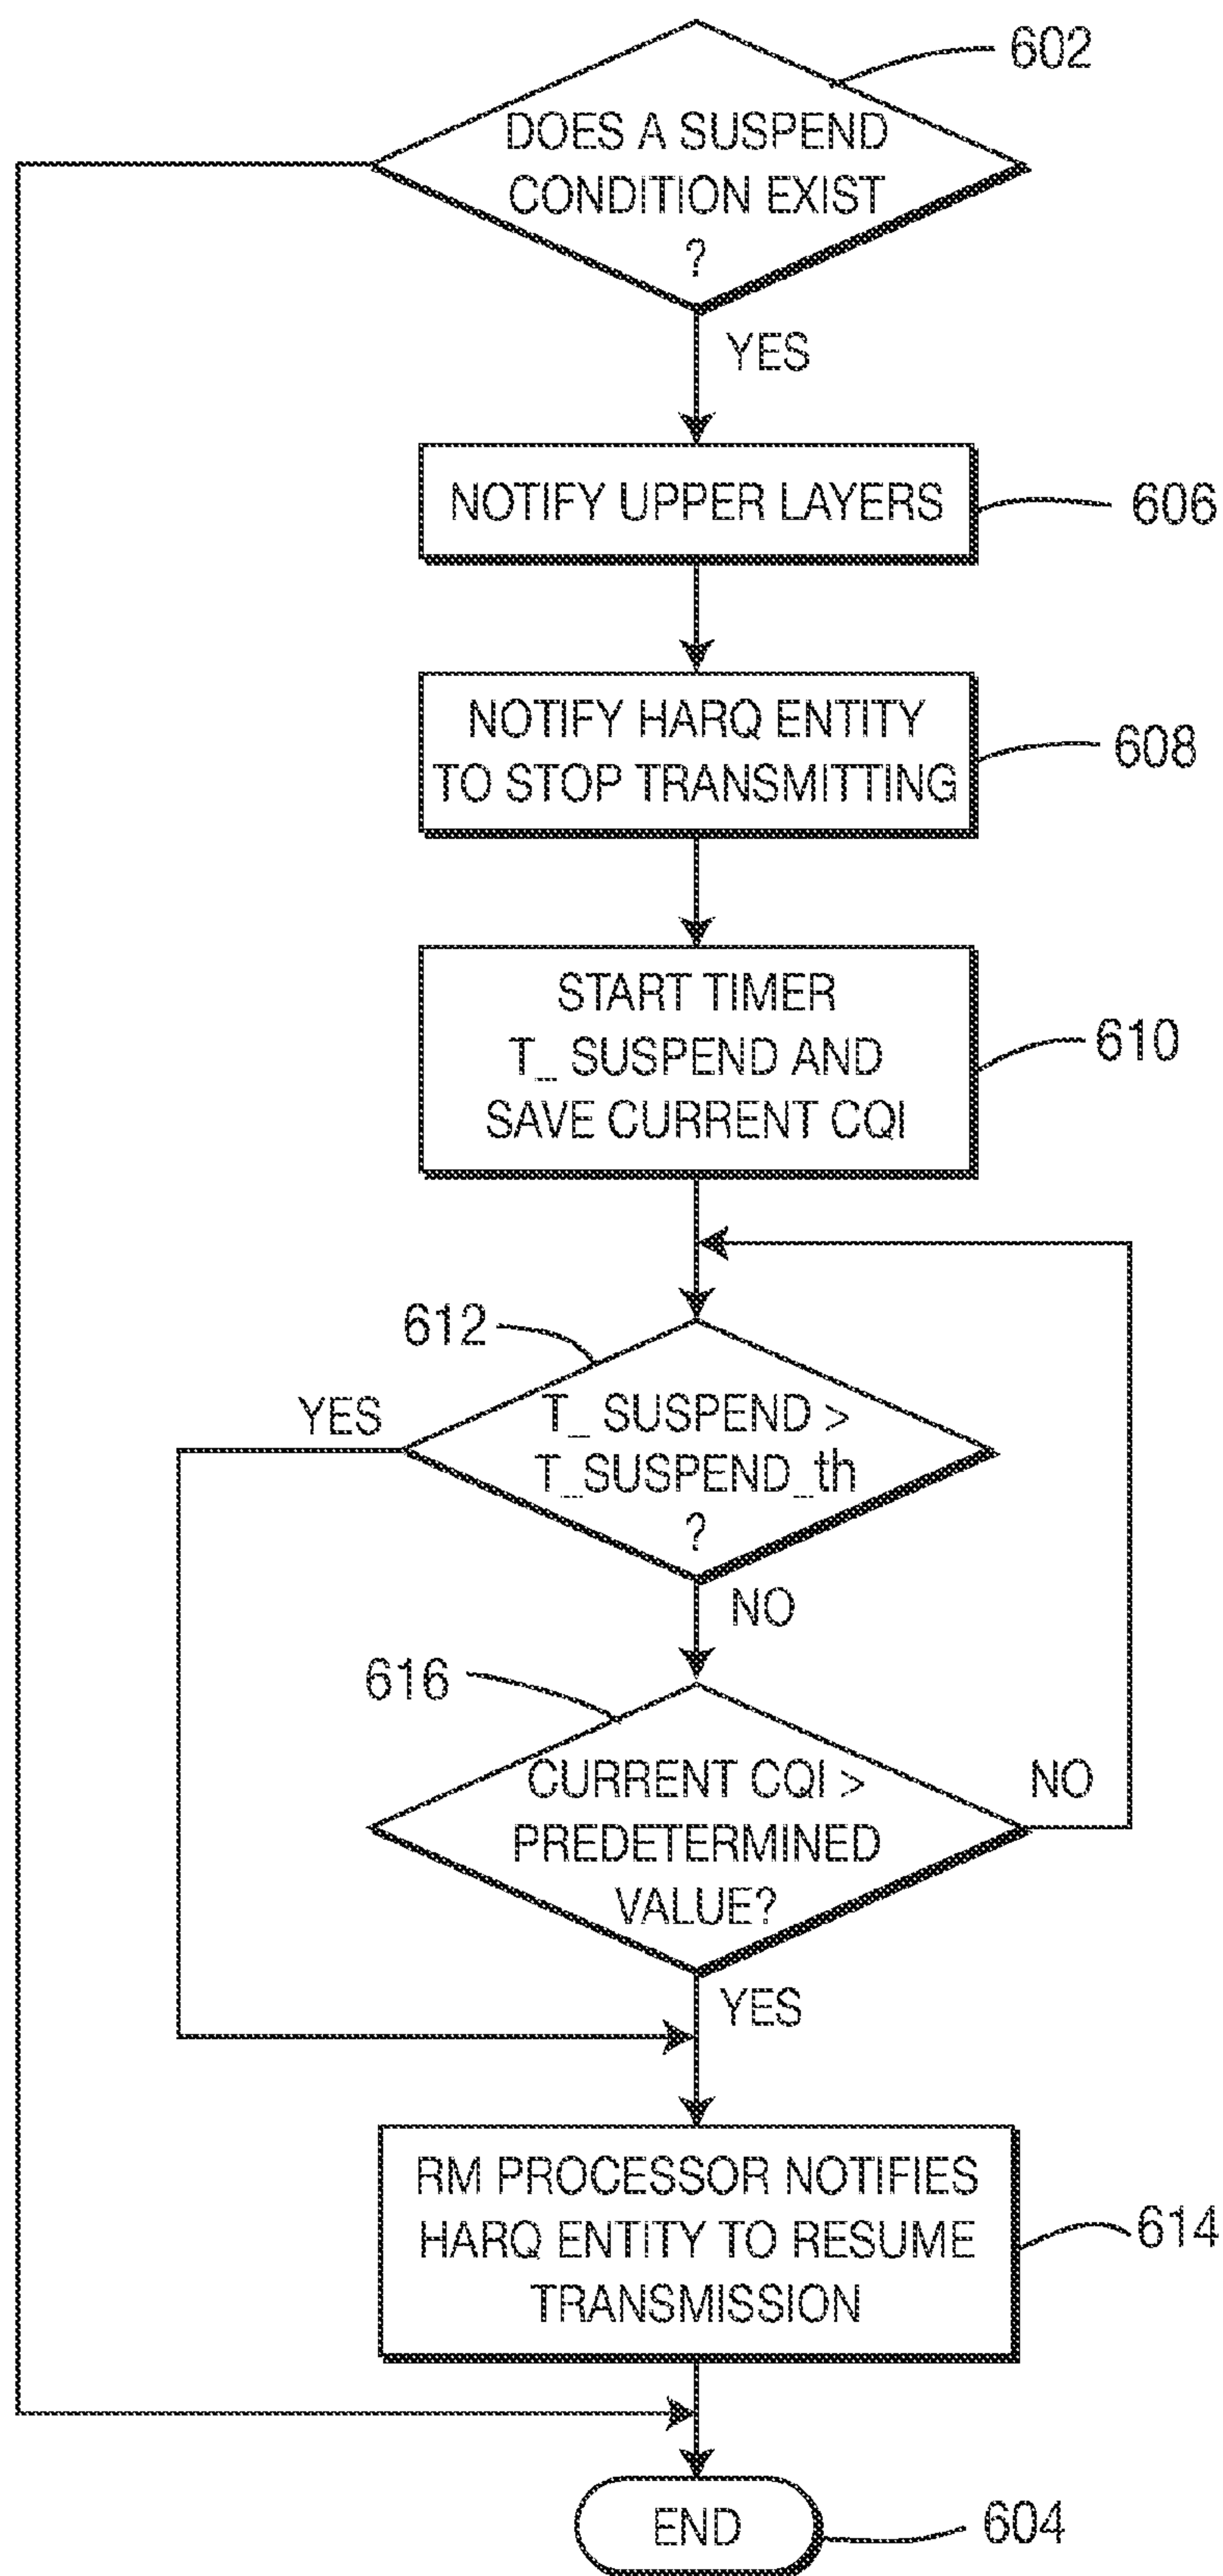 602
DOES A SUSPEND
CONDITION EXIST
?
YES
NOTIFY UPPER LAYERS
606
NOTIFY HARQ ENTITY
TO STOP TRANSMITTING
608
START TIMER
T_ SUSPEND AND
SAVE CURRENT CQI
610
612
YES
T_ SUSPEND >
T_SUSPEND_th
?
NO
616
CURRENT CQI >
PREDETERMINED
VALUE?
NO
YES
RM PROCESSOR NOTIFIES
HARQ ENTITY TO RESUME
TRANSMISSION
614
END
604